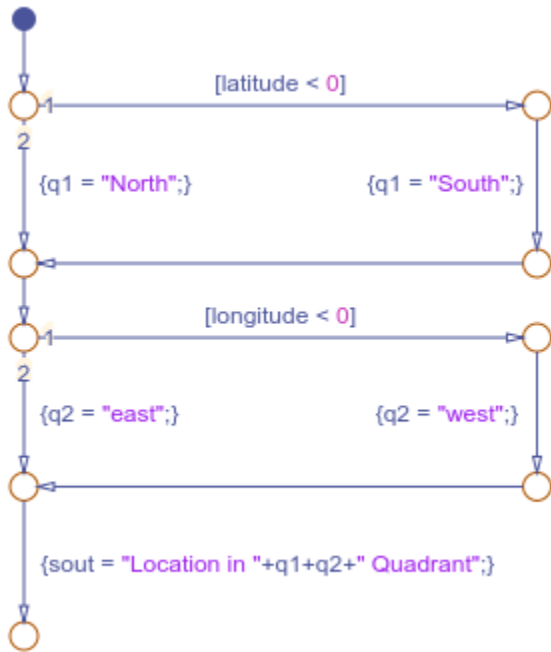 [latitude < 0]
1
2
{q1 = "North";}
{q1 = "South";}
[longitude < 0]
1
2
{q2 = "east";}
{q2 = "west";}
{sout = "Location in "+q1+q2+" Quadrant";}